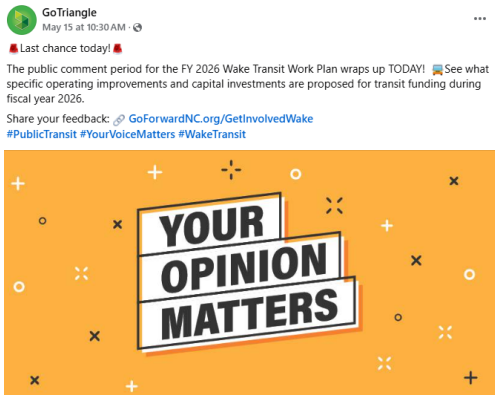 GoTriangle
May 15 at 10:30 AM ·
🚨Last chance today!🚨
The public comment period for the FY 2026 Wake Transit Work Plan wraps up TODAY! 🚍See what
specific operating improvements and capital investments are proposed for transit funding during
fiscal year 2026.
Share your feedback: 🔗 GoForwardNC.org/GetInvolvedWake
#PublicTransit #YourVoiceMatters #WakeTransit
YOUR
OPINION
MATTERS